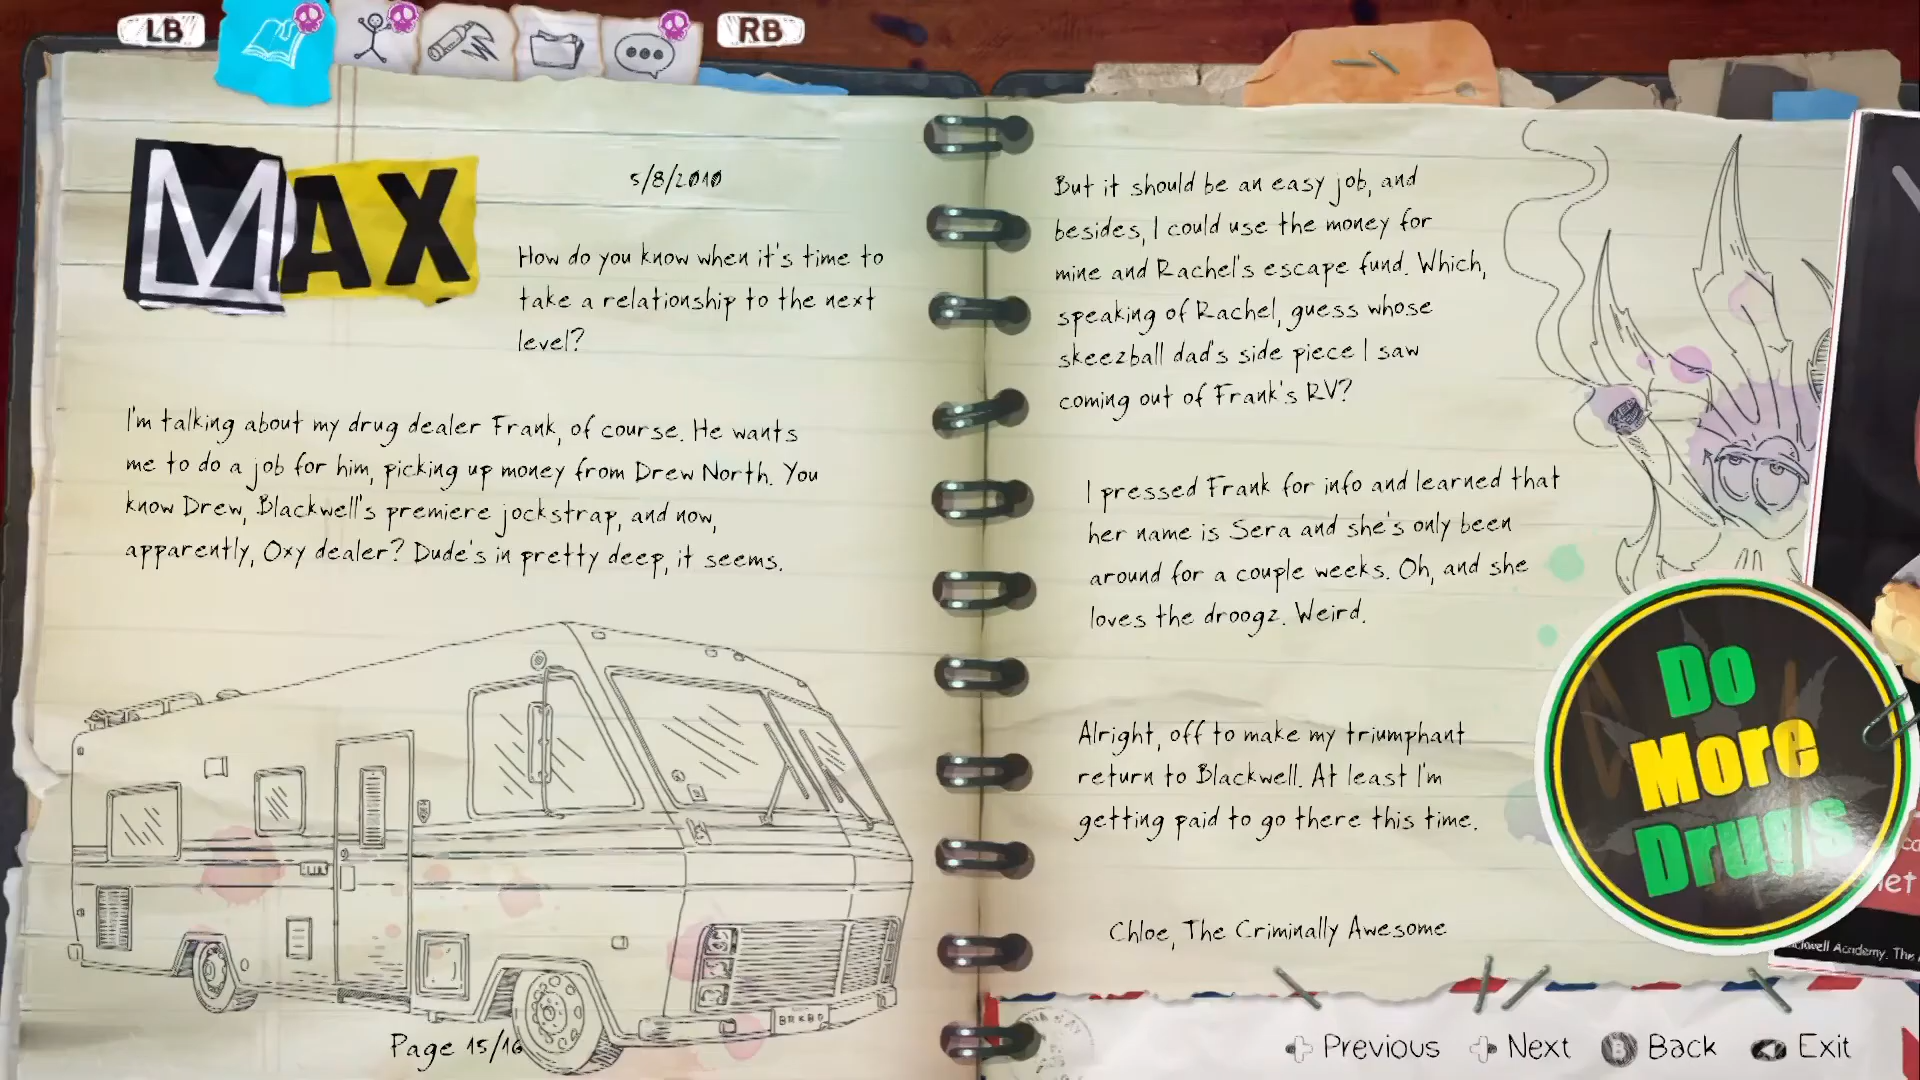 LB
RB
MAX
5/8/2010
How do you know when it's time to
take a relationship to the next
level?
I'm talking about my drug dealer Frank, of course. He wants
me to do a job for him, picking up money from Drew North. You
know Drew, Blackwell's premiere jockstrap, and now,
apparently, Oxy dealer? Dude's in pretty deep, it seems.
Page 15/16
But it should be an easy job, and
besides, I could use the money for
mine and Rachel's escape fund. Which,
speaking of Rachel, guess whose
skeezball dad's side piece I saw
coming out of Frank's RV?
I pressed Frank for info and learned that
her name is Sera and she's only been
around for a couple weeks. Oh, and she
loves the droogz. Weird.
Alright, off to make my triumphant
return to Blackwell. At least I'm
getting paid to go there this time.
Chloe, The Criminally Awesome
Do
More
Drugs
Academy. This
Previous
Next
B Back
Exit